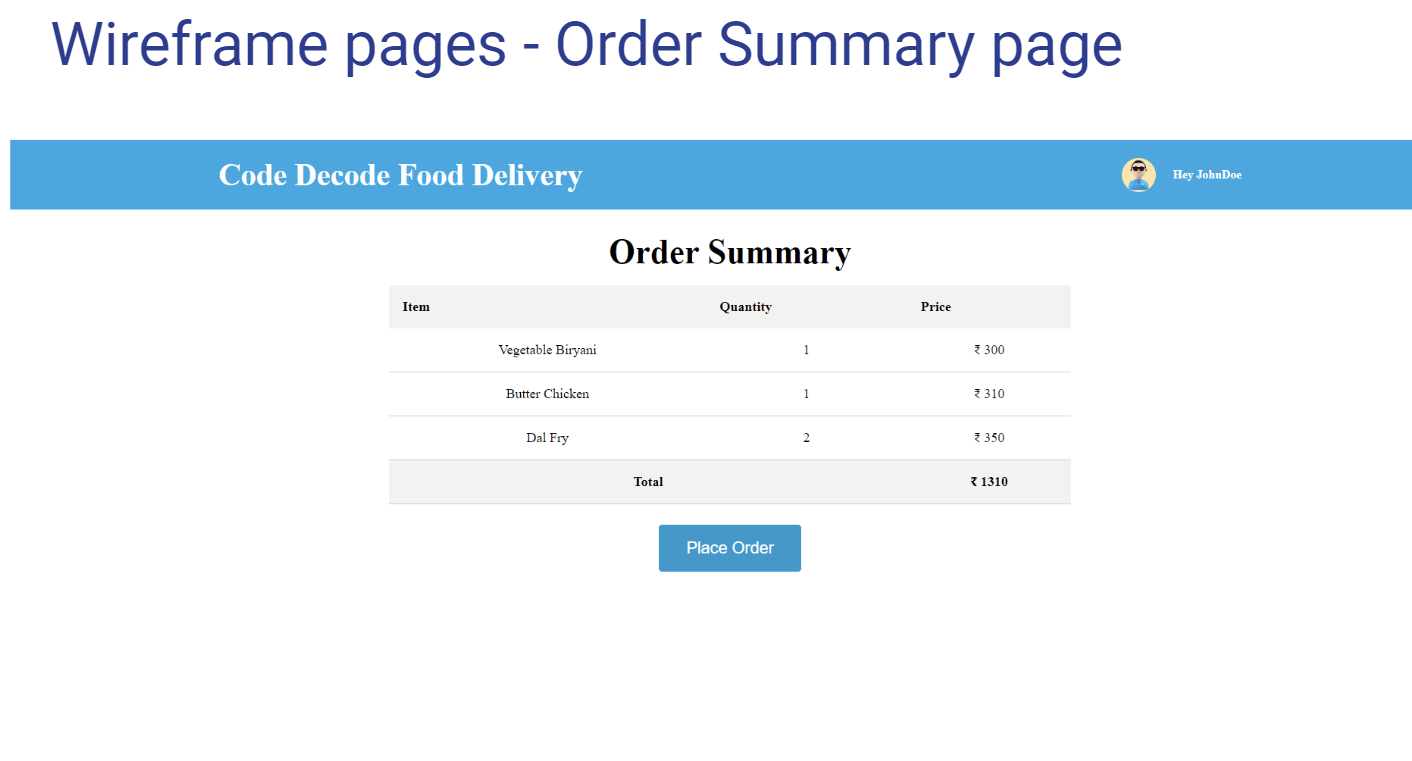 Wireframe pages - Order Summary page
Code Decode Food Delivery
Hey JohnDoe
Order Summary
Item Quantity Price
Vegetable Biryani 1 ₹ 300
Butter Chicken 1 ₹ 310
Dal Fry 2 ₹ 350
Total ₹ 1310
Place Order